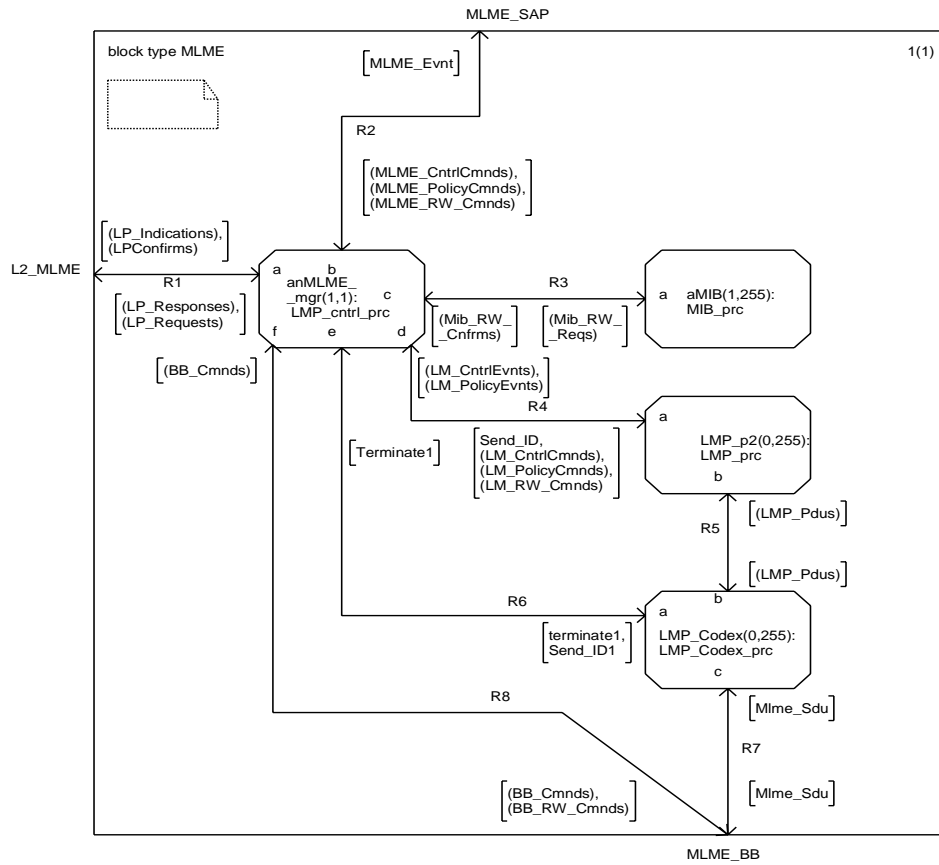 MLME_SAP
block type MLME
1(1)
[MLME_Evnt]
R2
[(MLME_CntrlCmnds),
(MLME_PolicyCmnds),
(MLME_RW_Cmnds)]
[(LP_Indications),
(LPConfirms)]
L2_MLME
R1
[(LP_Responses),
(LP_Requests)]
a b
anMLME_
_mgr(1,1):
c
LMP_cntrl_prc
f e d
R3
[(Mib_RW_
_Cnfrms)]
[(Mib_RW_
_Reqs)]
a aMIB(1,255):
MIB_prc
[(BB_Cmnds)]
[(LM_CntrlEvnts),
(LM_PolicyEvnts)]
R4
[Terminate1]
[Send_ID,
(LM_CntrlCmnds),
(LM_PolicyCmnds),
(LM_RW_Cmnds)]
a
LMP_p2(0,255):
LMP_prc
b
[(LMP_Pdus)]
R5
[(LMP_Pdus)]
R6
b
a
LMP_Codex(0,255):
LMP_Codex_prc
c
[terminate1,
Send_ID1]
R8
[Mlme_Sdu]
R7
[(BB_Cmnds),
(BB_RW_Cmnds)]
[Mlme_Sdu]
MLME_BB